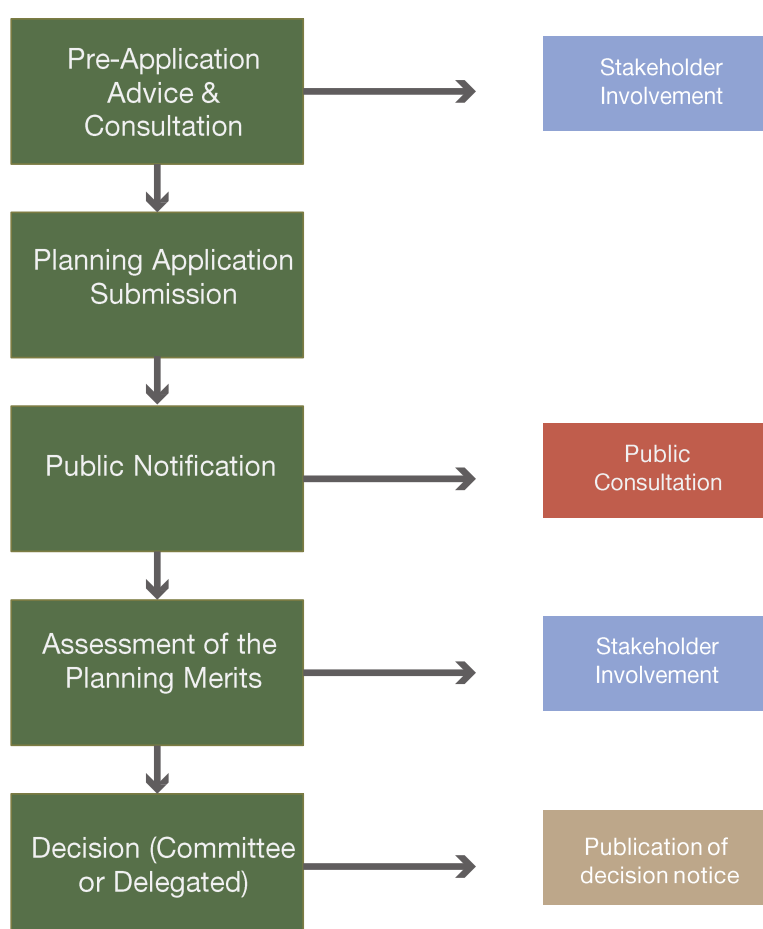 Pre-Application
Advice &
Consultation
Stakeholder
Involvement
Planning Application
Submission
Public Notification
Public
Consultation
Assessment of the
Planning Merits
Stakeholder
Involvement
Decision (Committee
or Delegated)
Publication of
decision notice